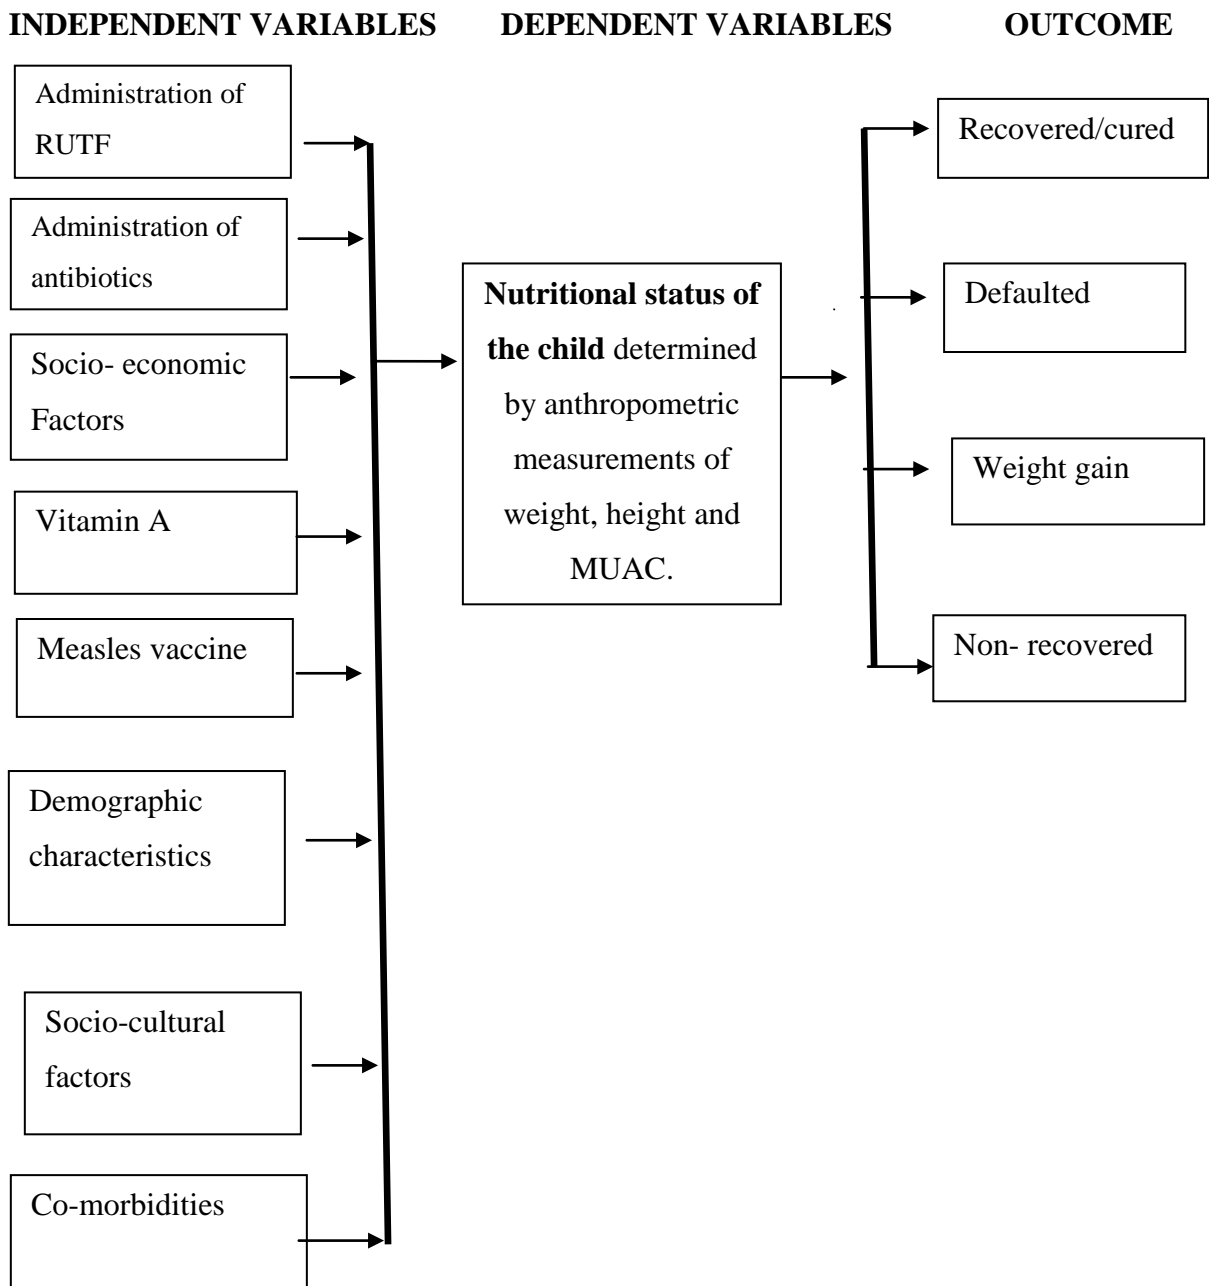 INDEPENDENT VARIABLES DEPENDENT VARIABLES OUTCOME
Administration of
RUTF
Administration of
antibiotics
Socio- economic
Factors
Vitamin A
Measles vaccine
Demographic
characteristics
Socio-cultural
factors
Co-morbidities
Nutritional status of
the child determined
by anthropometric
measurements of
weight, height and
MUAC.
Recovered/cured
Defaulted
Weight gain
Non- recovered